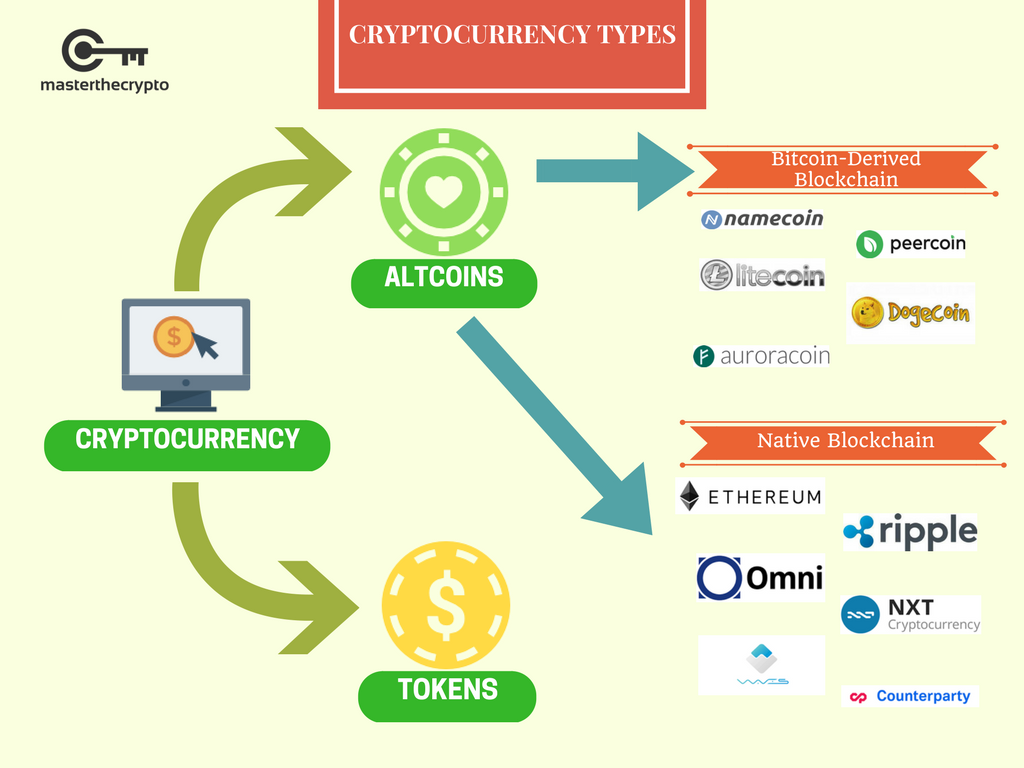 CRYPTOCURRENCY TYPES
masterthecrypto
ALTCOINS
CRYPTOCURRENCY
$
$
TOKENS
Bitcoin-Derived
Blockchain
namecoin
peercoin
litecoin
DOGECOIN
auroracoin
Native Blockchain
ETHEREUM
ripple
Omni
NXT
Cryptocurrency
Counterparty